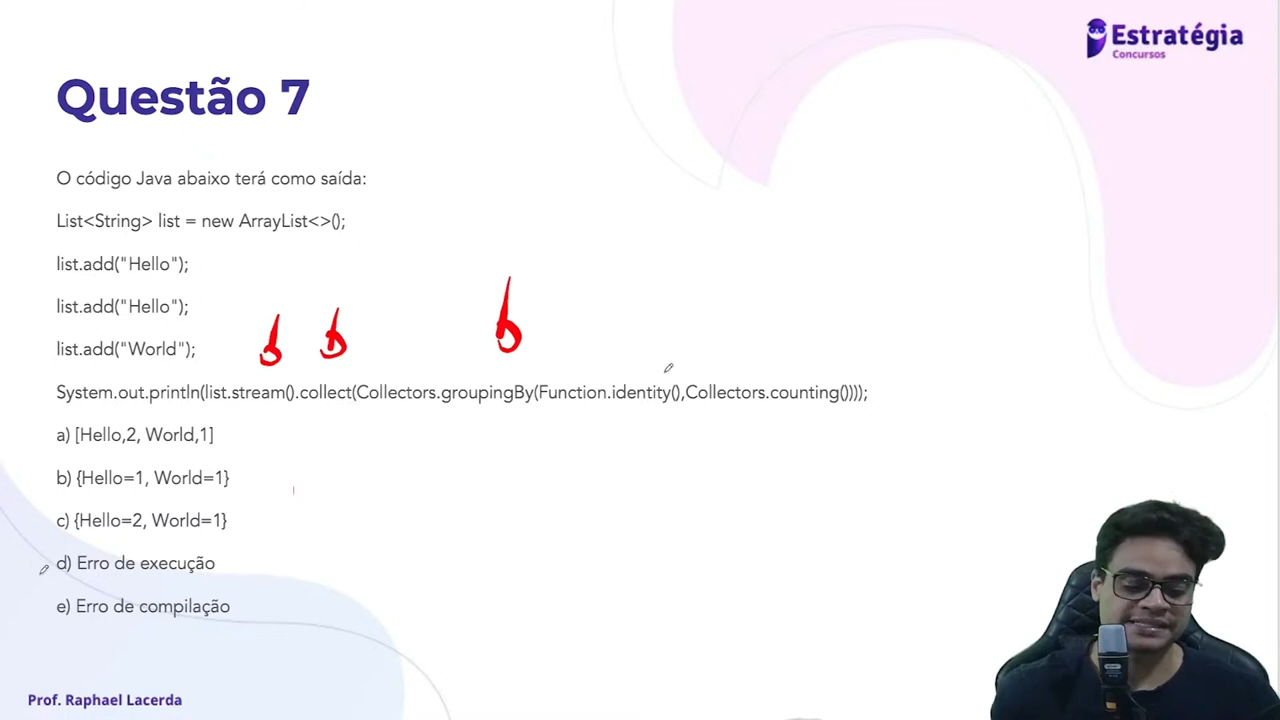 Estratégia
Concursos
Questão 7
O código Java abaixo terá como saída:
List<String> list = new ArrayList<>();
list.add("Hello");
list.add("Hello");
list.add("World");
System.out.println(list.stream().collect(Collectors.groupingBy(Function.identity(),Collectors.counting())));
a) [Hello,2, World,1]
b) {Hello=1, World=1}
c) {Hello=2, World=1}
d) Erro de execução
e) Erro de compilação
Prof. Raphael Lacerda